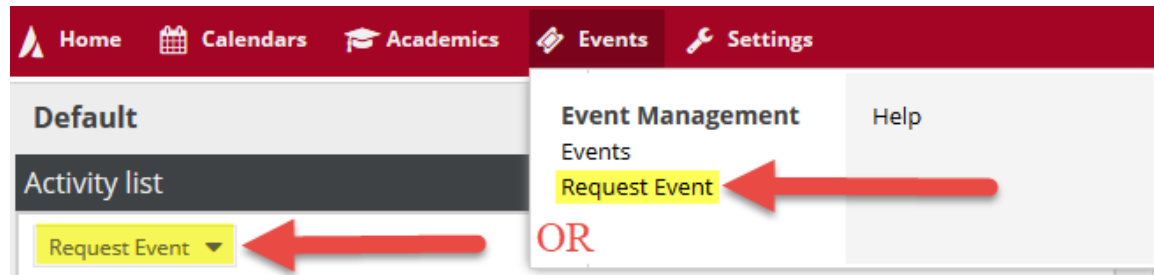 Home Calendars Academics Events Settings
Default
Activity list
Request Event
Event Management
Events
Request Event
Help
OR